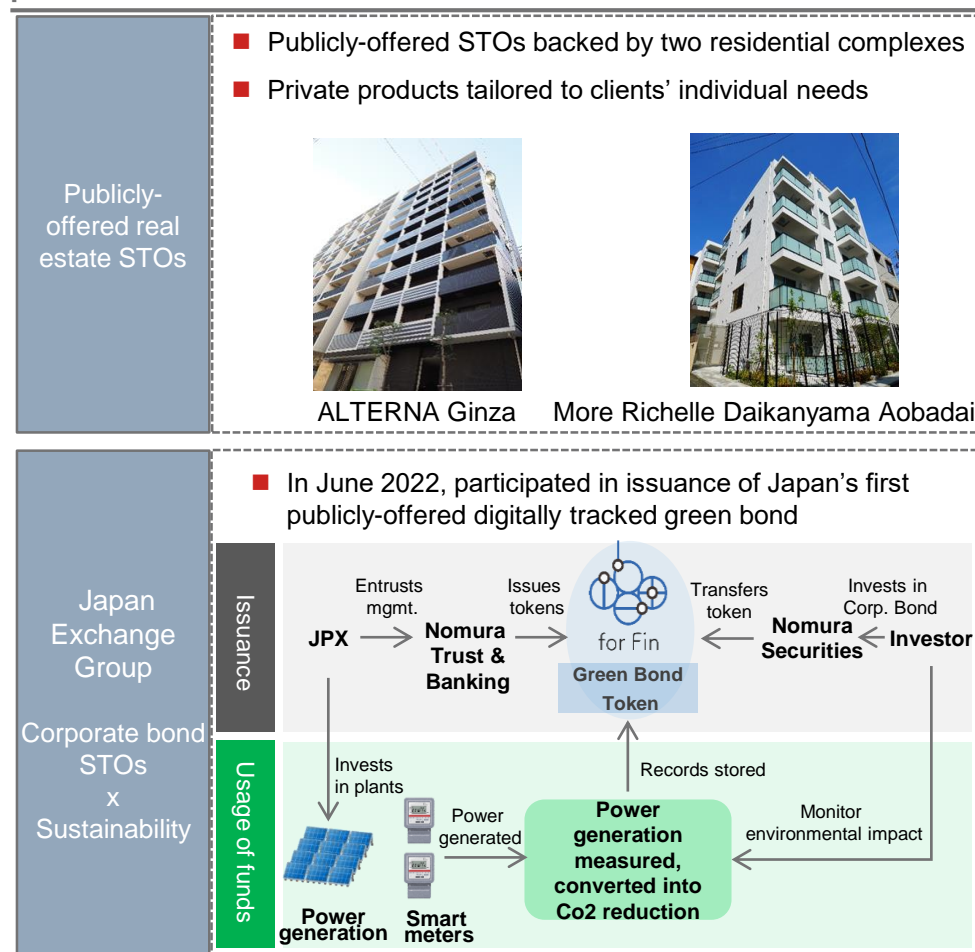 Publicly-
offered real
estate STOs
Publicly-offered STOs backed by two residential complexes
Private products tailored to clients’ individual needs
ALTERNA Ginza
More Richelle Daikanyama Aobadai
Japan
Exchange
Group
Corporate bond
STOs
x
Sustainability
In June 2022, participated in issuance of Japan’s first
publicly-offered digitally tracked green bond
Issuance
JPX
Entrusts
mgmt.
Nomura
Trust &
Banking
Issues
tokens
for Fin
Green Bond
Token
Transfers
token
Nomura
Securities
Invests in
Corp. Bond
Investor
Usage of funds
Invests
in plants
Power
generation
Smart
meters
Power
generated
Power
generation
measured,
converted into
Co2 reduction
Records stored
Monitor
environmental impact